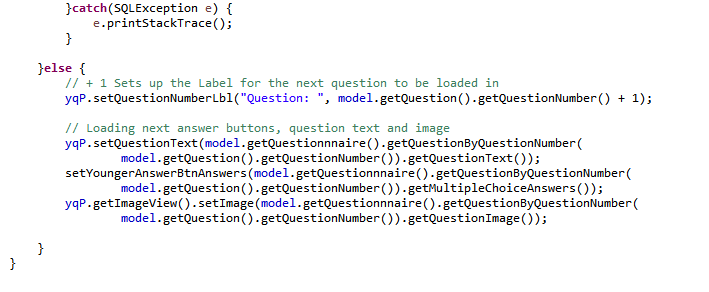 }catch(SQLException e) {
e.printStackTrace();
}
}else {
// + 1 Sets up the Label for the next question to be loaded in
yqP.setQuestionNumberLbl("Question: ", model.getQuestion().getQuestionNumber() + 1);
// Loading next answer buttons, question text and image
yqP.setQuestionText(model.getQuestionnnaire().getQuestionByQuestionNumber(
model.getQuestion().getQuestionNumber()).getQuestionText());
setYoungerAnswerBtnAnswers(model.getQuestionnnaire().getQuestionByQuestionNumber(
model.getQuestion().getQuestionNumber()).getMultipleChoiceAnswers());
yqP.getImageView().setImage(model.getQuestionnnaire().getQuestionByQuestionNumber(
model.getQuestion().getQuestionNumber()).getQuestionImage());
}
}